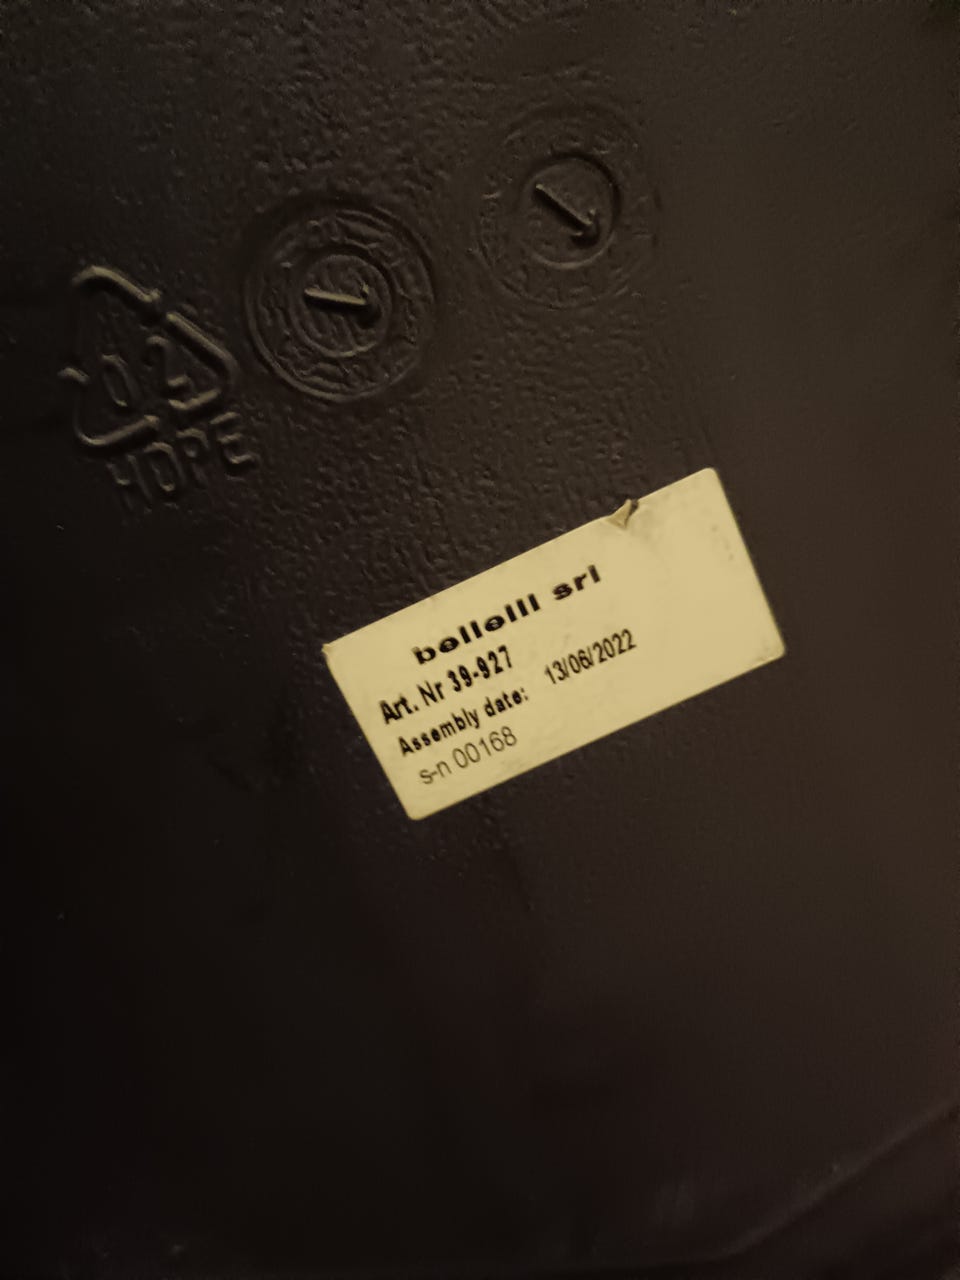 02
HDPE
bellelli srl
Art. Nr 39-927
Assembly date: 13/06/2022
s-n 00168